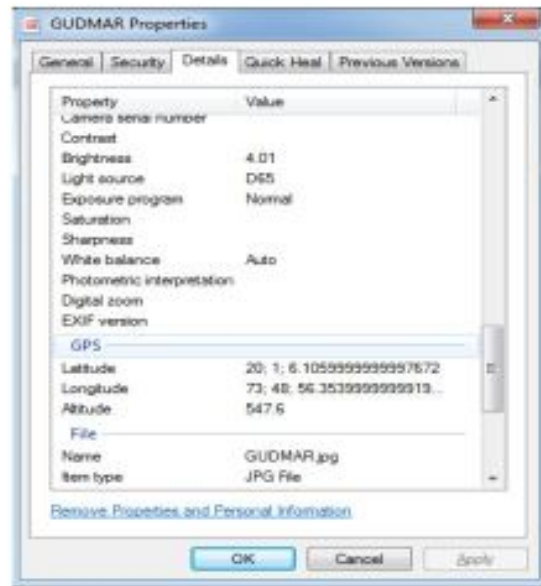 GUDMAR Properties
General Security Details Quick Heal Previous Versions
Property Value
Camera serial number
Contrast
Brightness 4.01
Light source D65
Exposure program Normal
Saturation
Sharpness
White balance Auto
Photometric interpretation
Digital zoom
EXIF version
GPS
Latitude 20; 1; 6.1059999999997672
Longitude 73; 48; 56.3539999999919...
Altitude 547.6
File
Name GUDMAR.jpg
Item type JPG File
Remove Properties and Personal Information
OK Cancel Apply